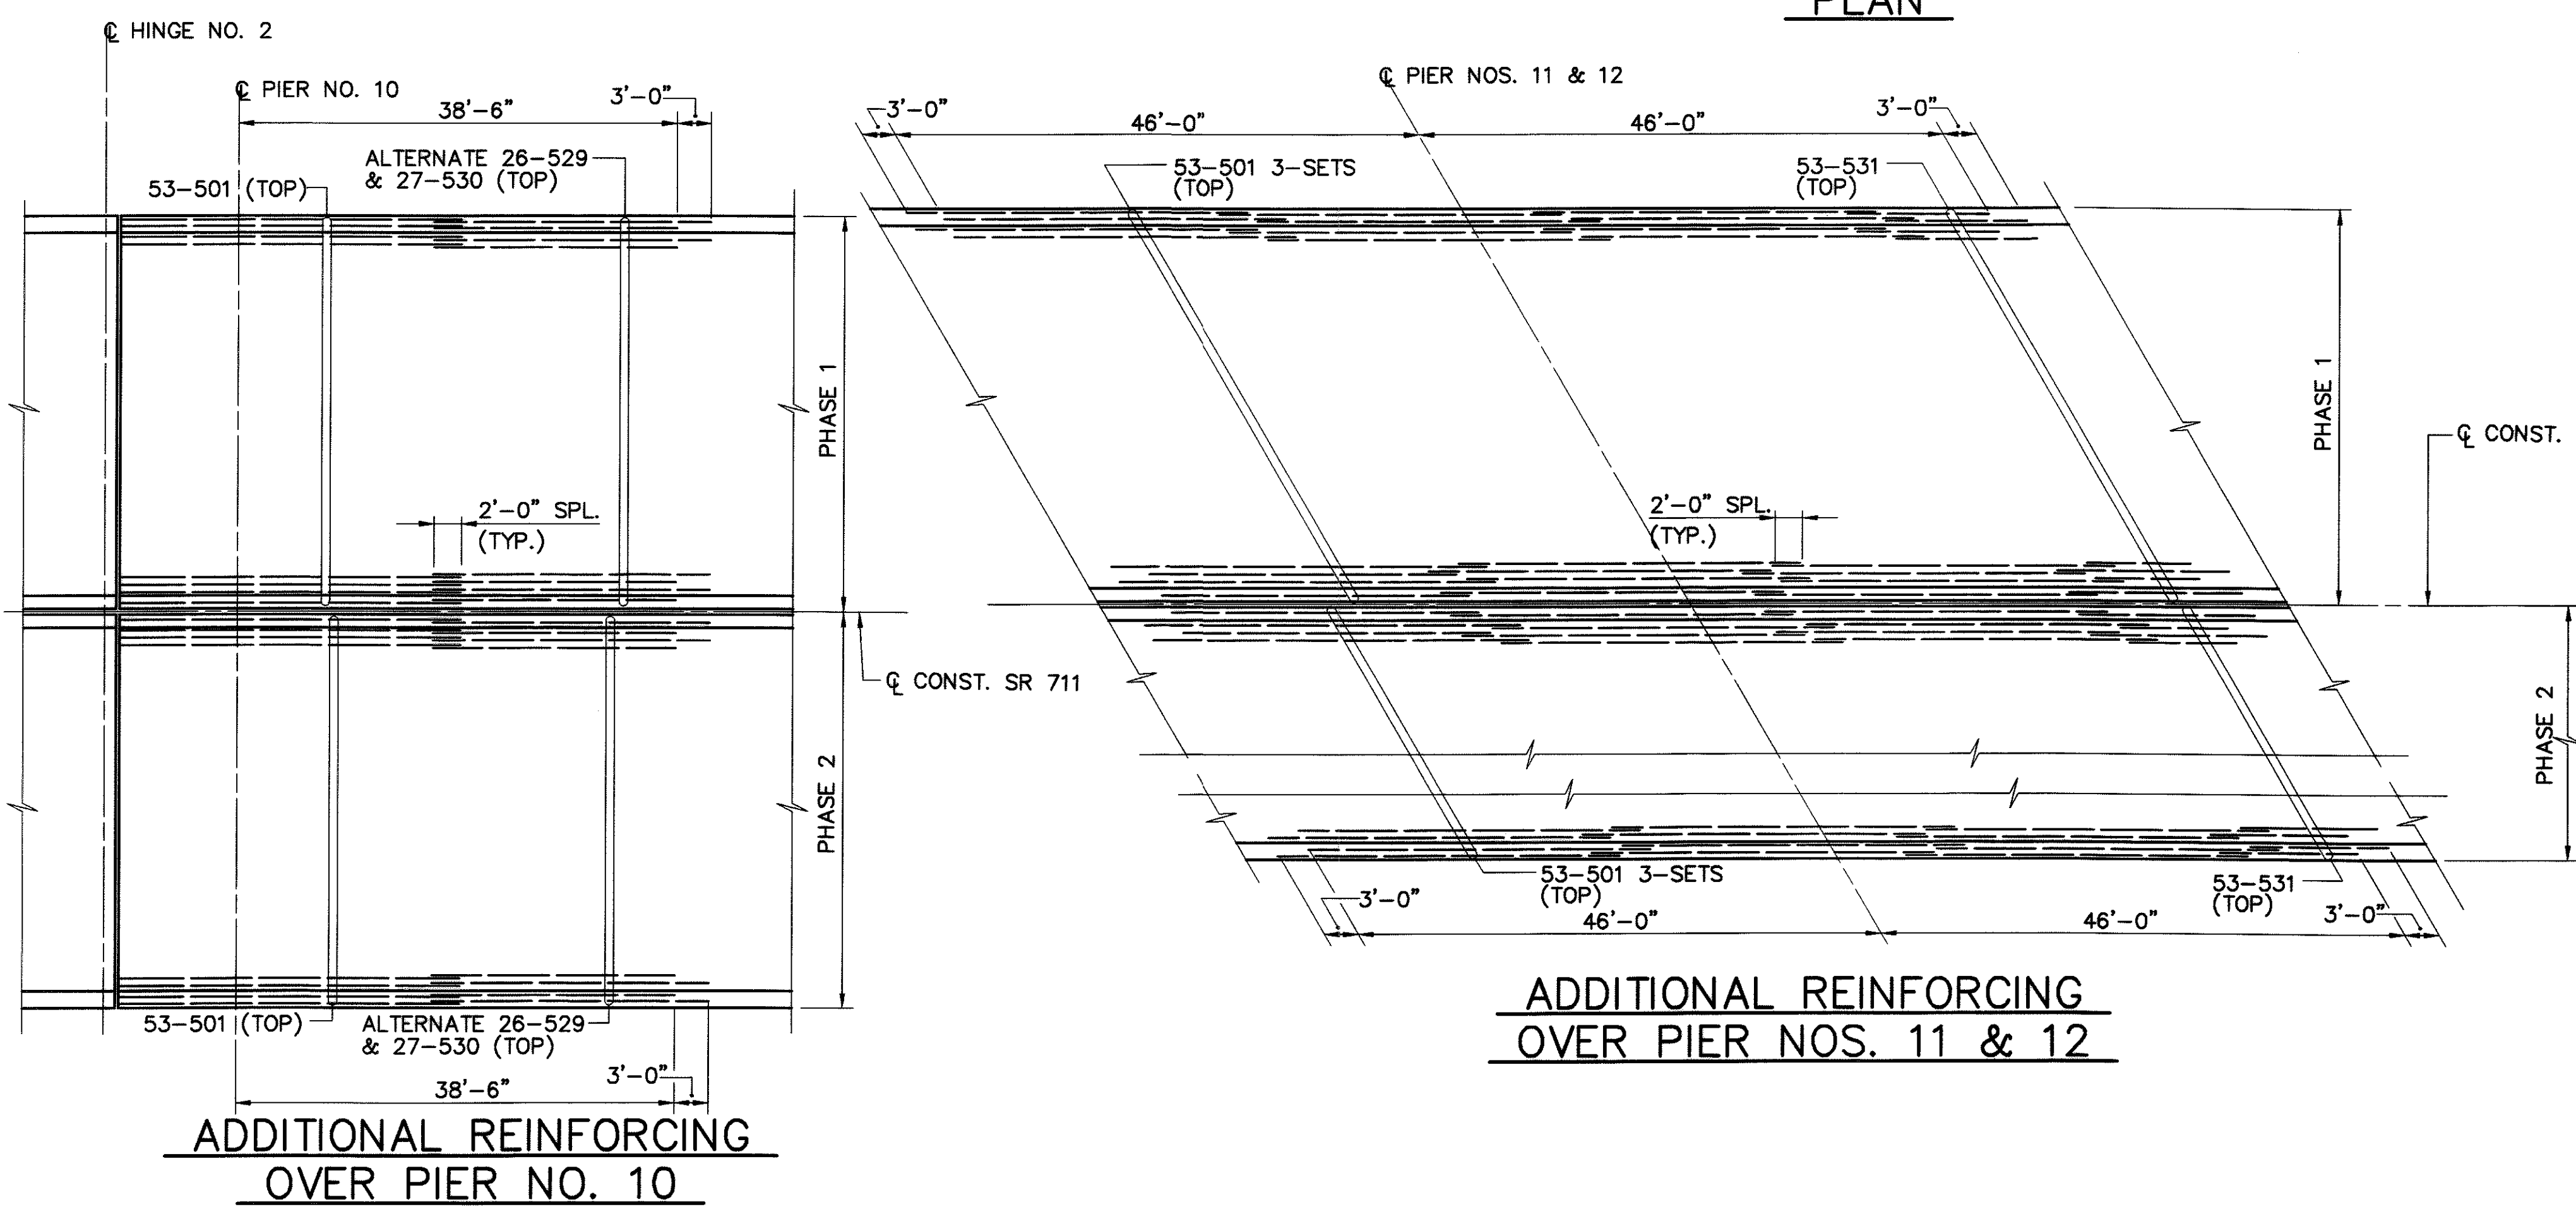 PLAN
℄ HINGE NO. 2
℄ PIER NO. 10
38'-6"
3'-0"
ALTERNATE 26-529
& 27-530 (TOP)
53-501 (TOP)
PHASE 1
2'-0" SPL.
(TYP.)
℄ CONST. SR 711
PHASE 2
53-501 (TOP)
ALTERNATE 26-529
& 27-530 (TOP)
38'-6"
3'-0"
ADDITIONAL REINFORCING
OVER PIER NO. 10
℄ PIER NOS. 11 & 12
3'-0"
46'-0"
46'-0"
3'-0"
53-501 3-SETS
(TOP)
53-531
(TOP)
PHASE 1
℄ CONST.
2'-0" SPL.
(TYP.)
PHASE 2
53-501 3-SETS
(TOP)
53-531
(TOP)
3'-0"
46'-0"
46'-0"
3'-0"
ADDITIONAL REINFORCING
OVER PIER NOS. 11 & 12